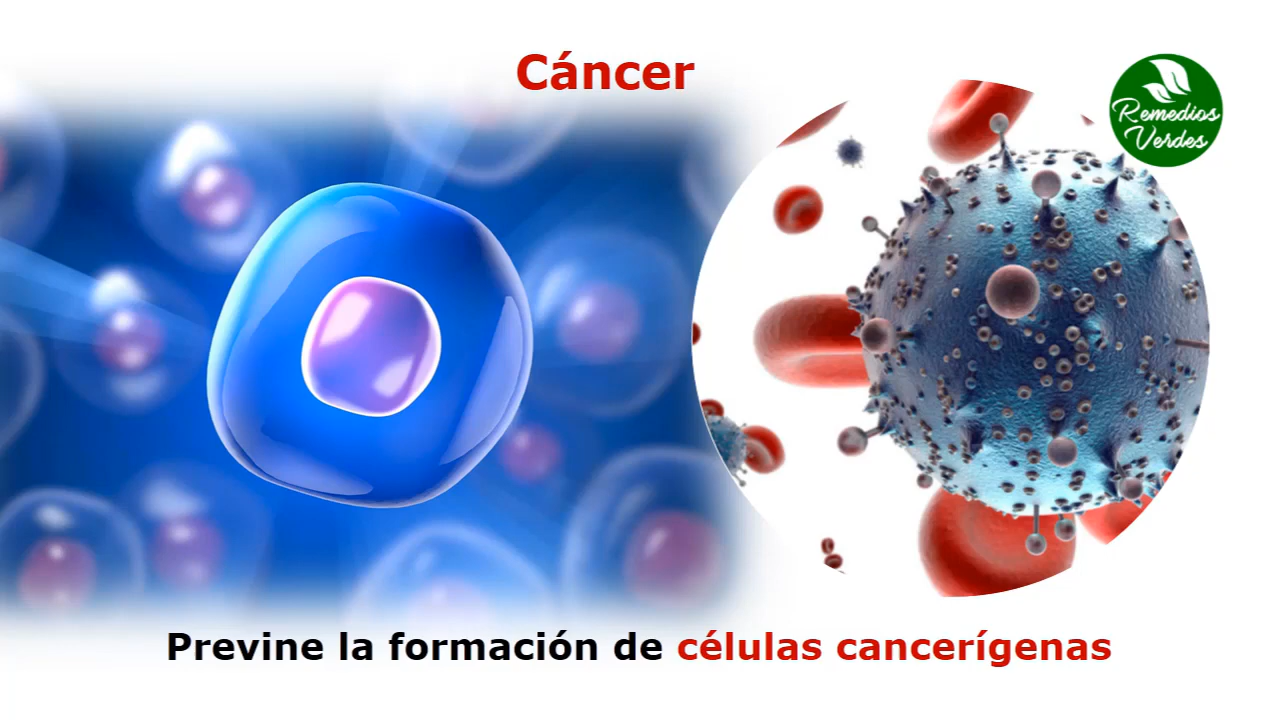 Cáncer
Remedios
Verdes
Previne la formación de células cancerígenas